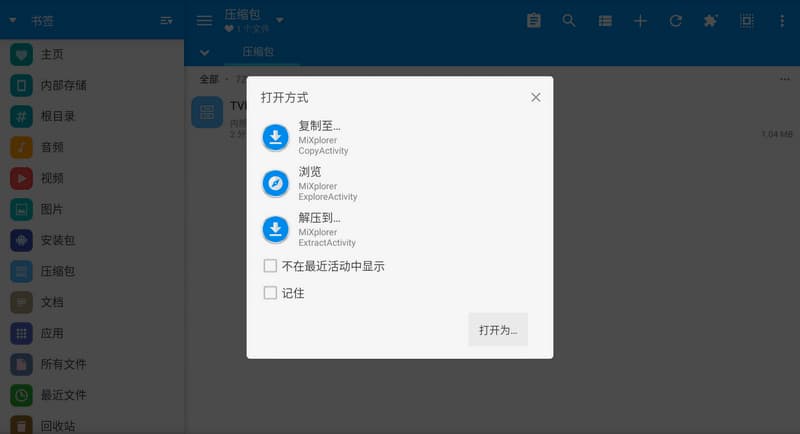 书签
主页
内部存储
根目录
音频
视频
图片
安装包
压缩包
文档
应用
所有文件
最近文件
回收站
压缩包
1 个文件
压缩包
全部
1.04 MB
打开方式
复制至...
MiXplorer
CopyActivity
浏览
MiXplorer
ExploreActivity
解压到...
MiXplorer
ExtractActivity
不在最近活动中显示
记住
打开为...